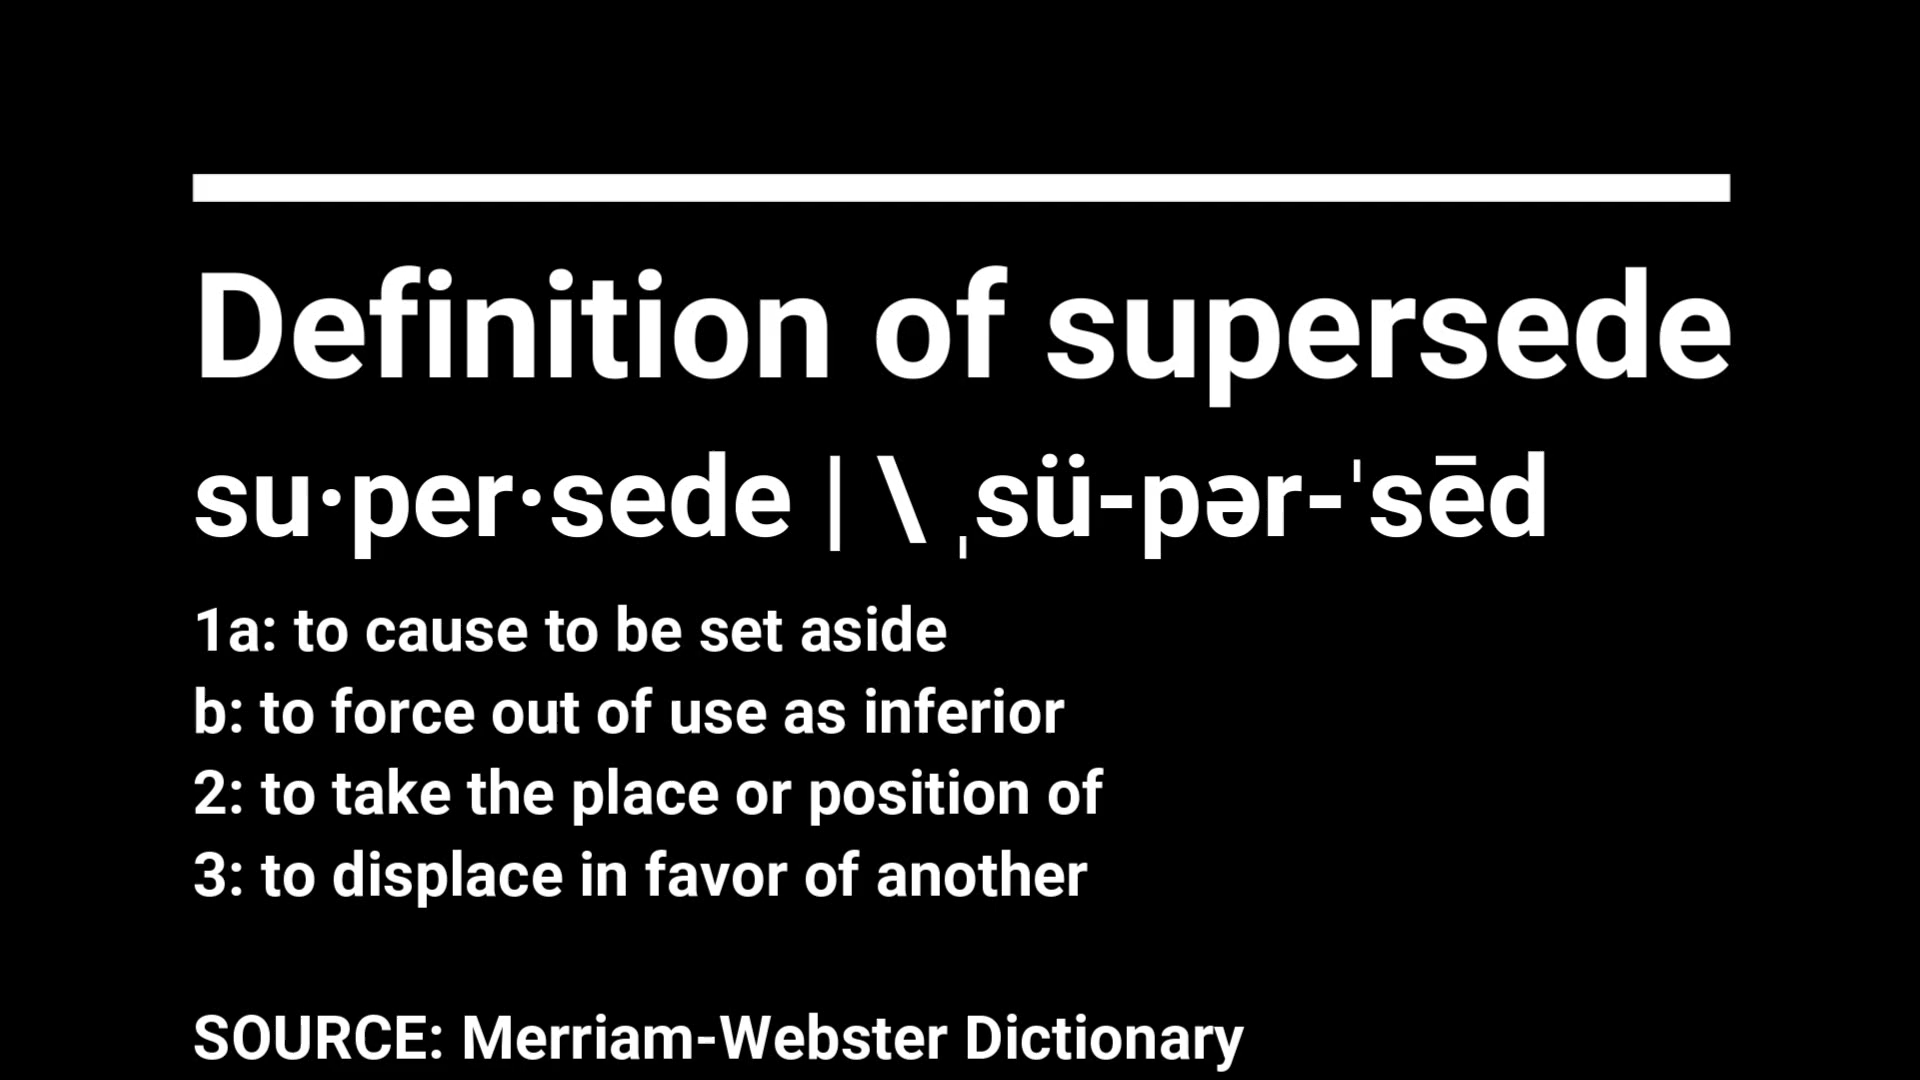 Definition of supersede
su·per·sede | \ ˌsü-pər-ˈsēd
1a: to cause to be set aside
b: to force out of use as inferior
2: to take the place or position of
3: to displace in favor of another
SOURCE: Merriam-Webster Dictionary